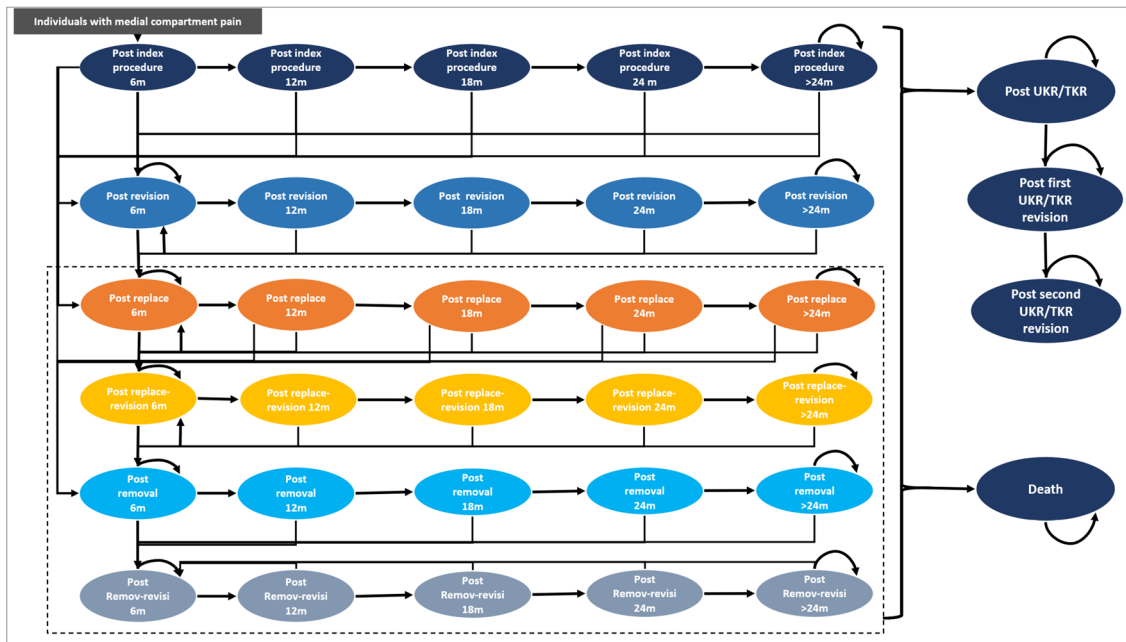 Individuals with medial compartment pain
Post index
procedure
6m
Post index
procedure
12m
Post index
procedure
18m
Post index
procedure
24 m
Post index
procedure
>24m
Post UKR/TKR
Post revision
6m
Post revision
12m
Post revision
18m
Post revision
24m
Post revision
>24m
Post first
UKR/TKR
revision
Post replace
6m
Post replace
12m
Post replace
18m
Post replace
24m
Post replace
>24m
Post second
UKR/TKR
revision
Post replace-
revision 6m
Post replace-
revision 12m
Post replace-
revision 18m
Post replace-
revision 24m
Post replace-
revision
>24m
Post
removal
6m
Post
removal
12m
Post
removal
18m
Post
removal
24m
Post
removal
>24m
Death
Post
Remov-revisi
6m
Post
Remov-revisi
12m
Post
Remov-revisi
18m
Post
Remov-revisi
24m
Post
Remov-revisi
>24m